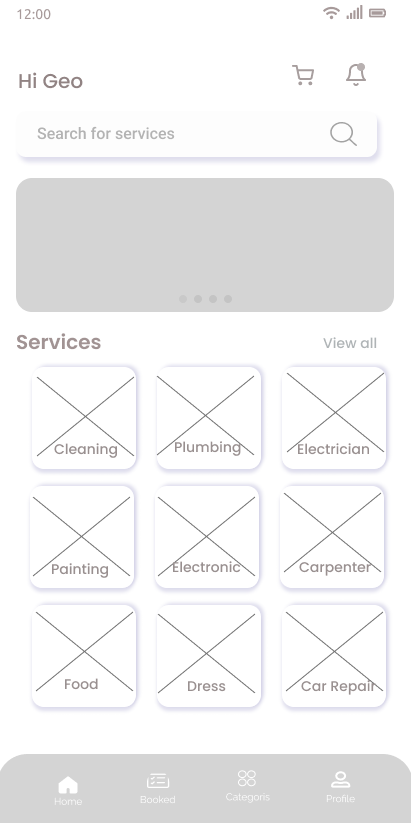 12:00
Hi Geo
Search for services
Services View all
Cleaning Plumbing Electrician
Painting Electronic Carpenter
Food Dress Car Repair
Home Booked Categoris Profile